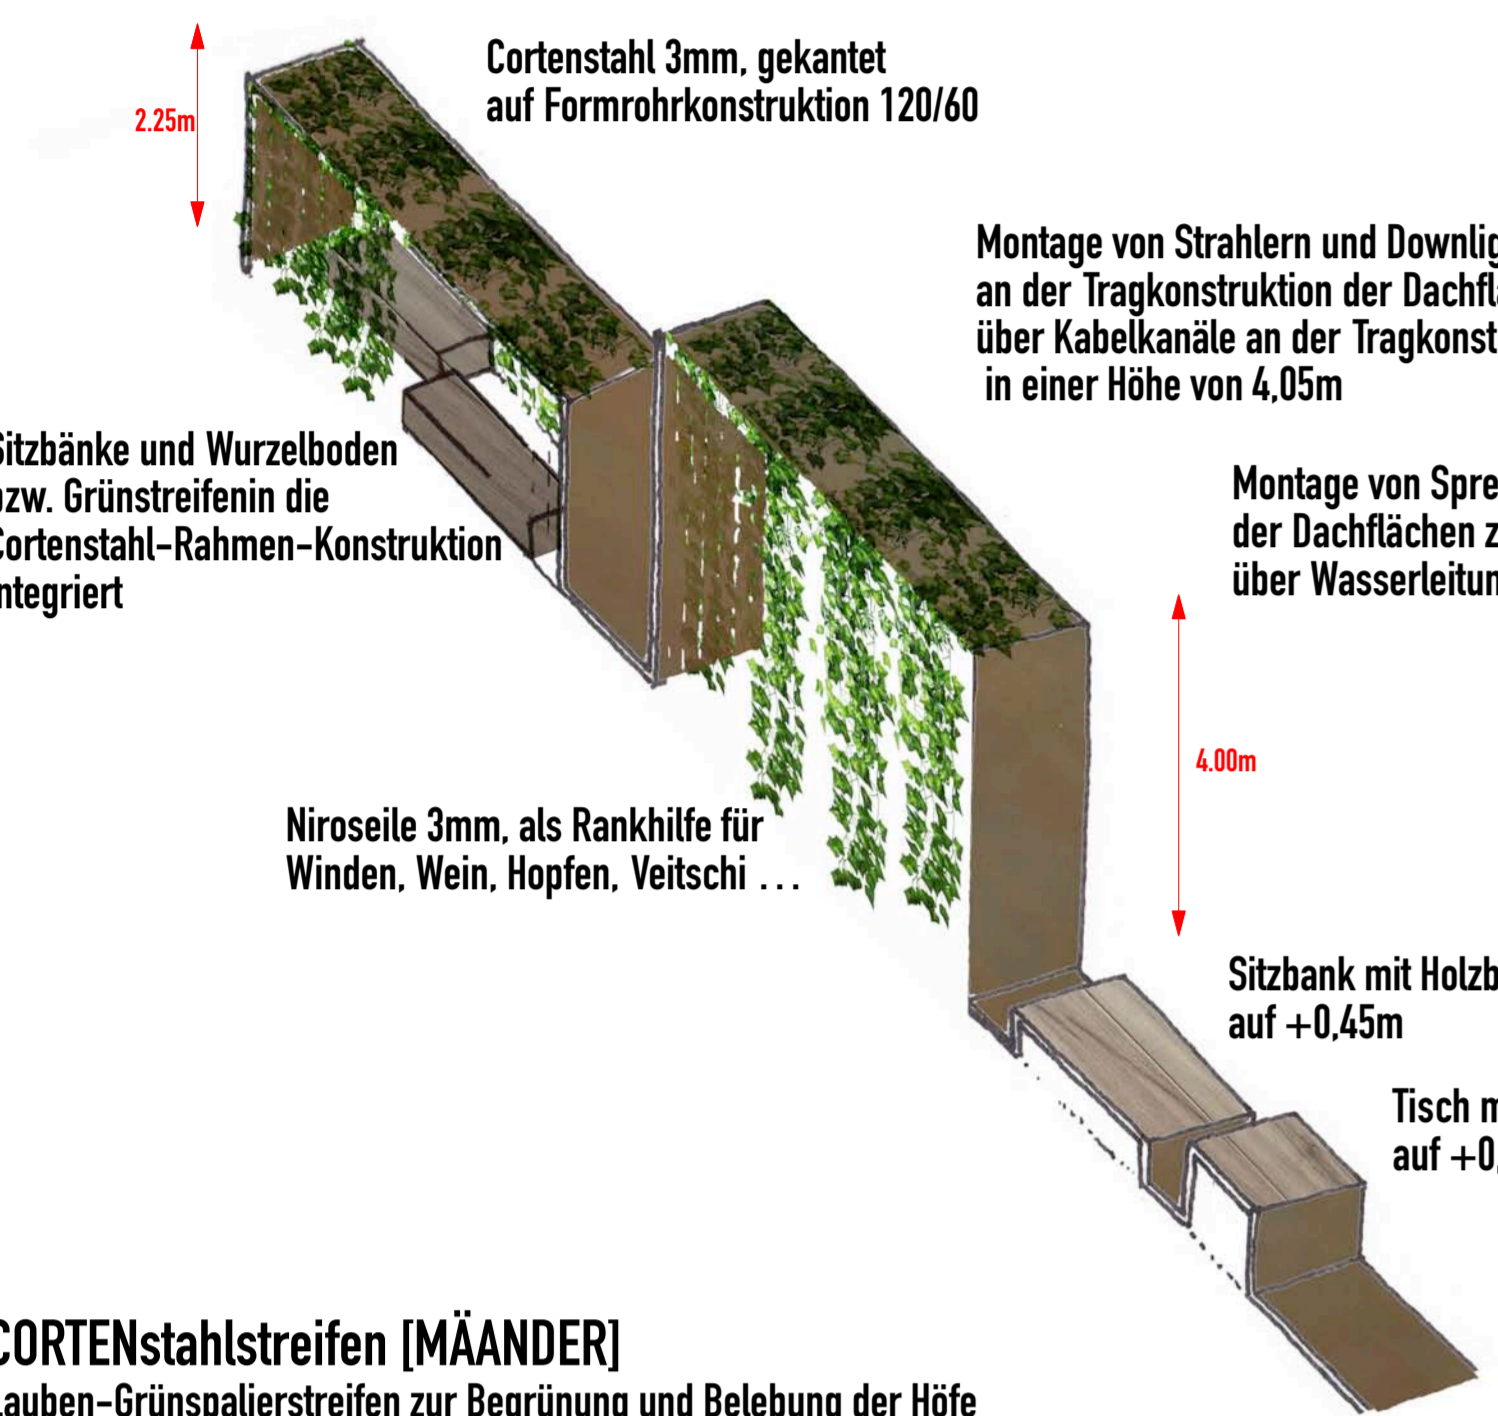 Cortenstahl 3mm, gekantet
auf Formrohrkonstruktion 120/60
2.25m
Montage von Strahlern und Downlig
an der Tragkonstruktion der Dachfl
über Kabelkanäle an der Tragkonst
in einer Höhe von 4,05m
Sitzbänke und Wurzelboden
bzw. Grünstreifenin die
Cortenstahl-Rahmen-Konstruktion
integriert
Montage von Spre
der Dachflächen z
über Wasserleitun
4.00m
Niroseile 3mm, als Rankhilfe für
Winden, Wein, Hopfen, Veitschi ...
Sitzbank mit Holzb
auf +0,45m
Tisch m
auf +0,
CORTENstahlstreifen [MÄANDER]
Lauben-Grünspalierstreifen zur Begrünung und Belebung der Höfe